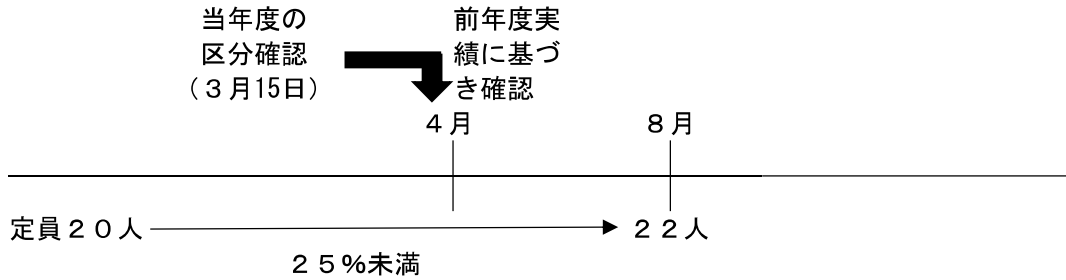 当年度の
区分確認
（３月15日）
前年度実
績に基づ
き確認
４月
８月
定員２０人
２２人
２５％未満